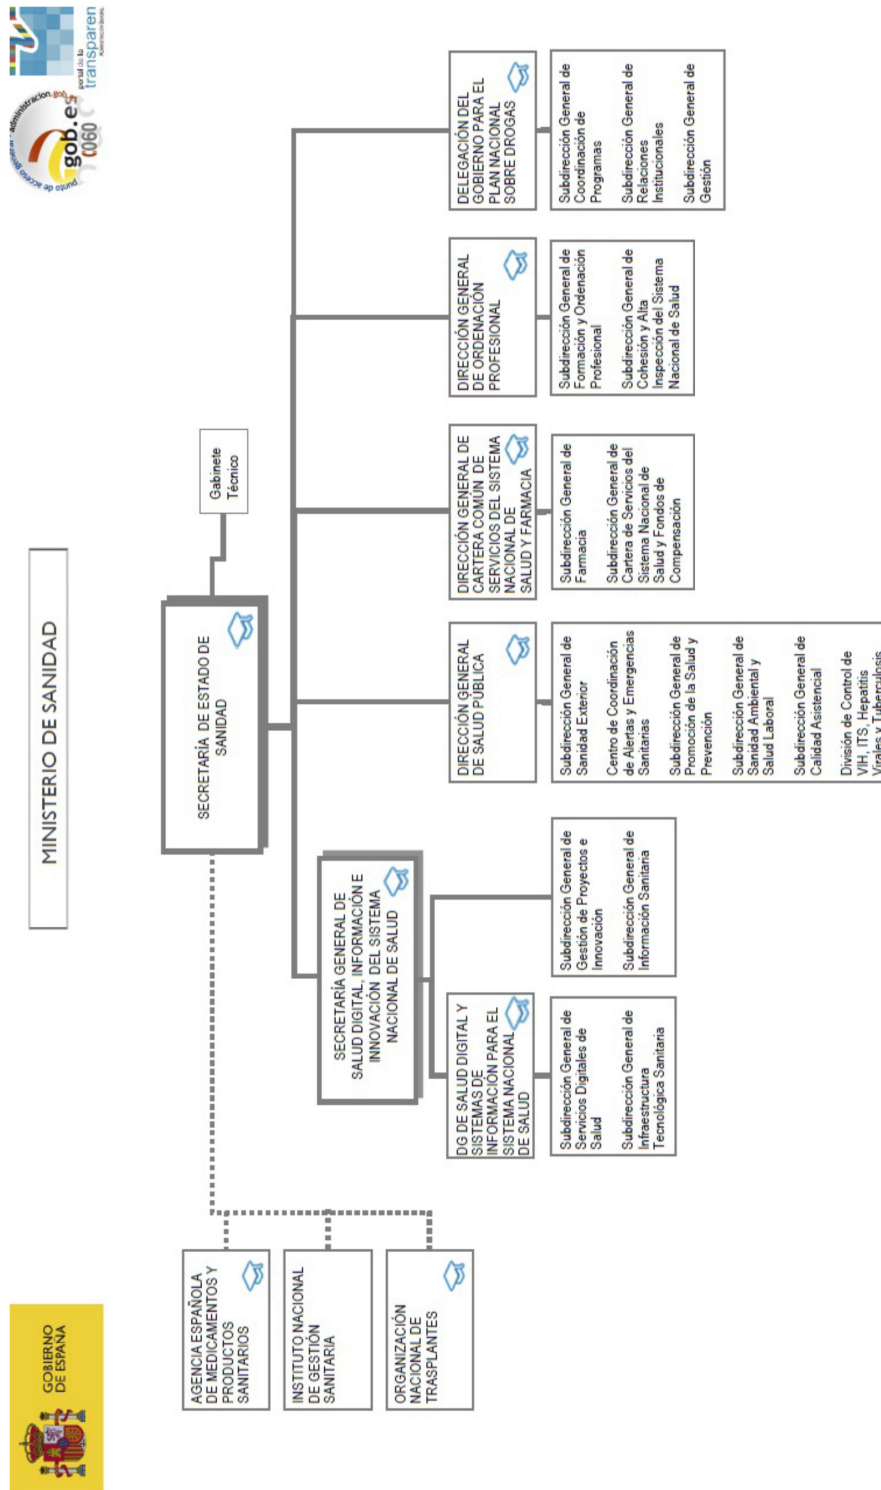 GOBIERNO
DE ESPAÑA
MINISTERIO DE SANIDAD
punto de acceso general
administracion.gob.es
gob.es
060
portal de la
transparen
SECRETARÍA DE ESTADO DE
SANIDAD
Gabinete
Técnico
AGENCIA ESPAÑOLA
DE MEDICAMENTOS Y
PRODUCTOS
SANITARIOS
INSTITUTO NACIONAL
DE GESTIÓN
SANITARIA
ORGANIZACIÓN
NACIONAL DE
TRASPLANTES
SECRETARÍA GENERAL DE
SALUD DIGITAL, INFORMACIÓN E
INNOVACIÓN DEL SISTEMA
NACIONAL DE SALUD
DG DE SALUD DIGITAL Y
SISTEMAS DE
INFORMACIÓN PARA EL
SISTEMA NACIONAL
DE SALUD
Subdirección General de
Servicios Digitales de
Salud
Subdirección General de
Infraestructura
Tecnológica Sanitaria
Subdirección General de
Gestión de Proyectos e
Innovación
Subdirección General de
Información Sanitaria
DIRECCIÓN GENERAL
DE SALUD PÚBLICA
Subdirección General de
Sanidad Exterior
Centro de Coordinación
de Alertas y Emergencias
Sanitarias
Subdirección General de
Promoción de la Salud y
Prevención
Subdirección General de
Sanidad Ambiental y
Salud Laboral
Subdirección General de
Calidad Asistencial
División de Control de
VIH, ITS, Hepatitis
Virales y Tuberculosis
DIRECCIÓN GENERAL DE
CARTERA COMÚN DE
SERVICIOS DEL SISTEMA
NACIONAL DE
SALUD Y FARMACIA
Subdirección General de
Farmacia
Subdirección General de
Cartera de Servicios del
Sistema Nacional de
Salud y Fondos de
Compensación
DIRECCIÓN GENERAL
DE ORDENACIÓN
PROFESIONAL
Subdirección General de
Formación y Ordenación
Profesional
Subdirección General de
Cohesión y Alta
Inspección del Sistema
Nacional de Salud
DELEGACIÓN DEL
GOBIERNO PARA EL
PLAN NACIONAL
SOBRE DROGAS
Subdirección General de
Coordinación de
Programas
Subdirección General de
Relaciones
Institucionales
Subdirección General de
Gestión